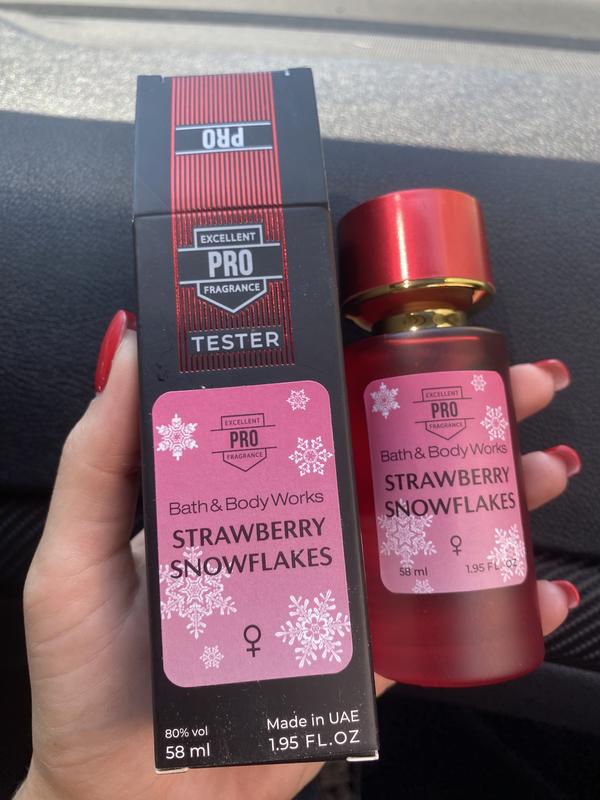 PRO
EXCELLENT
PRO
FRAGRANCE
TESTER
EXCELLENT
PRO
FRAGRANCE
Bath & Body Works
STRAWBERRY
SNOWFLAKES
80% vol
58 ml
Made in UAE
1.95 FL.OZ
EXCELLENT
PRO
FRAGRANCE
Bath & Body Works
STRAWBERRY
SNOWFLAKES
58 ml
1.95 FL.OZ